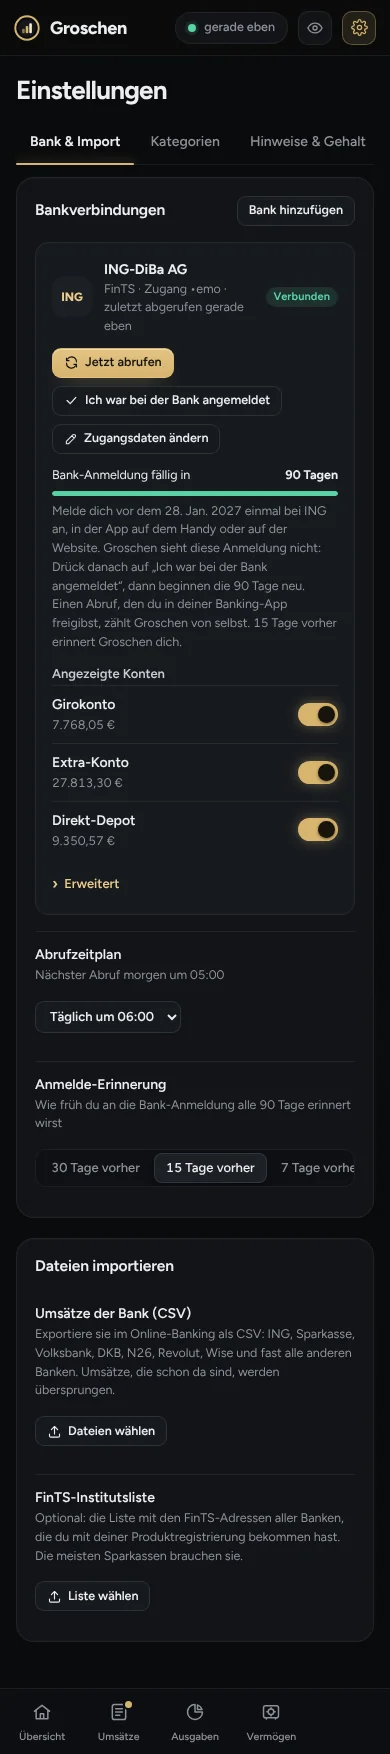 Groschen
gerade eben
Einstellungen
Bank & Import
Kategorien
Hinweise & Gehalt
Bankverbindungen
Bank hinzufügen
ING
ING-DiBa AG
FinTS · Zugang •emo ·
zuletzt abgerufen gerade
eben
Verbunden
Jetzt abrufen
Ich war bei der Bank angemeldet
Zugangsdaten ändern
Bank-Anmeldung fällig in
90 Tagen
Melde dich vor dem 28. Jan. 2027 einmal bei ING
an, in der App auf dem Handy oder auf der
Website. Groschen sieht diese Anmeldung nicht:
Drück danach auf „Ich war bei der Bank
angemeldet“, dann beginnen die 90 Tage neu.
Einen Abruf, den du in deiner Banking-App
freigibst, zählt Groschen von selbst. 15 Tage vorher
erinnert Groschen dich.
Angezeigte Konten
Girokonto
7.768,05 €
Extra-Konto
27.813,30 €
Direkt-Depot
9.350,57 €
› Erweitert
Abrufzeitplan
Nächster Abruf morgen um 05:00
Täglich um 06:00
Anmelde-Erinnerung
Wie früh du an die Bank-Anmeldung alle 90 Tage erinnert
wirst
30 Tage vorher
15 Tage vorher
7 Tage vorhe
Dateien importieren
Umsätze der Bank (CSV)
Exportiere sie im Online-Banking als CSV: ING, Sparkasse,
Volksbank, DKB, N26, Revolut, Wise und fast alle anderen
Banken. Umsätze, die schon da sind, werden
übersprungen.
Dateien wählen
FinTS-Institutsliste
Optional: die Liste mit den FinTS-Adressen aller Banken,
die du mit deiner Produktregistrierung bekommen hast.
Die meisten Sparkassen brauchen sie.
Liste wählen
Übersicht
Umsätze
Ausgaben
Vermögen